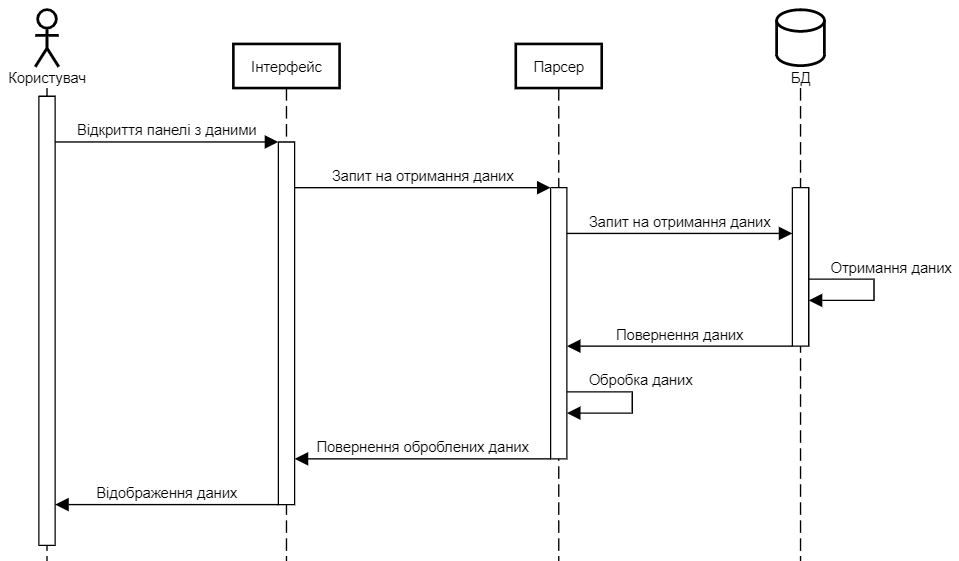 Користувач
Інтерфейс
Парсер
БД
Відкриття панелі з даними
Запит на отримання даних
Запит на отримання даних
Отримання даних
Повернення даних
Обробка даних
Повернення оброблених даних
Відображення даних